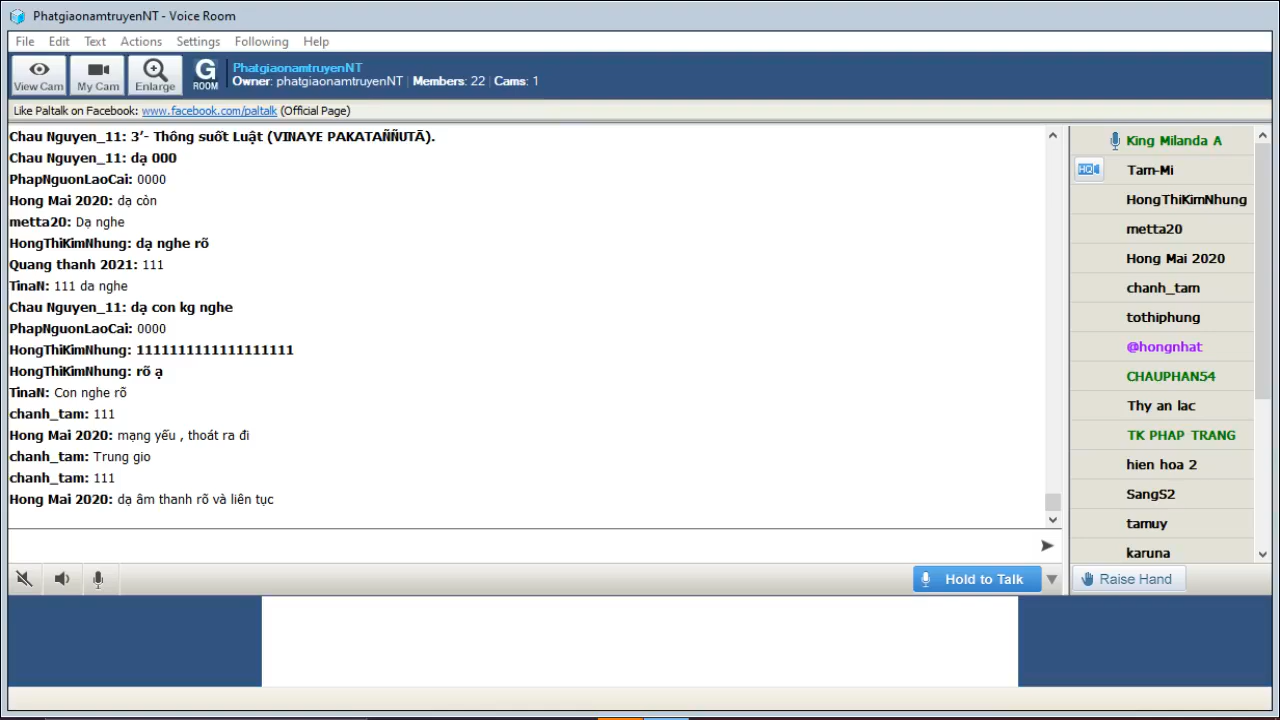 PhatgiaonamtruyenNT - Voice Room
File Edit Text Actions Settings Following Help
View Cam My Cam Enlarge G ROOM
PhatgiaonamtruyenNT
Owner: phatgiaonamtruyenNT | Members: 22 | Cams: 1
Like Paltalk on Facebook: www.facebook.com/paltalk (Official Page)
Chau Nguyen_11: 3’- Thông suốt Luật (VINAYE PAKATAÑÑUTĀ).
Chau Nguyen_11: dạ 000
PhapNguonLaoCai: 0000
Hong Mai 2020: dạ còn
metta20: Dạ nghe
HongThiKimNhung: dạ nghe rõ
Quang thanh 2021: 111
TinaN: 111 da nghe
Chau Nguyen_11: dạ con kg nghe
PhapNguonLaoCai: 0000
HongThiKimNhung: 1111111111111111111
HongThiKimNhung: rõ ạ
TinaN: Con nghe rõ
chanh_tam: 111
Hong Mai 2020: mạng yếu , thoát ra đi
chanh_tam: Trung gio
chanh_tam: 111
Hong Mai 2020: dạ âm thanh rõ và liên tục
King Milanda A
HQ
Tam-Mi
HongThiKimNhung
metta20
Hong Mai 2020
chanh_tam
tothiphung
@hongnhat
CHAUPHAN54
Thy an lac
TK PHAP TRANG
hien hoa 2
SangS2
tamuy
karuna
Hold to Talk
Raise Hand